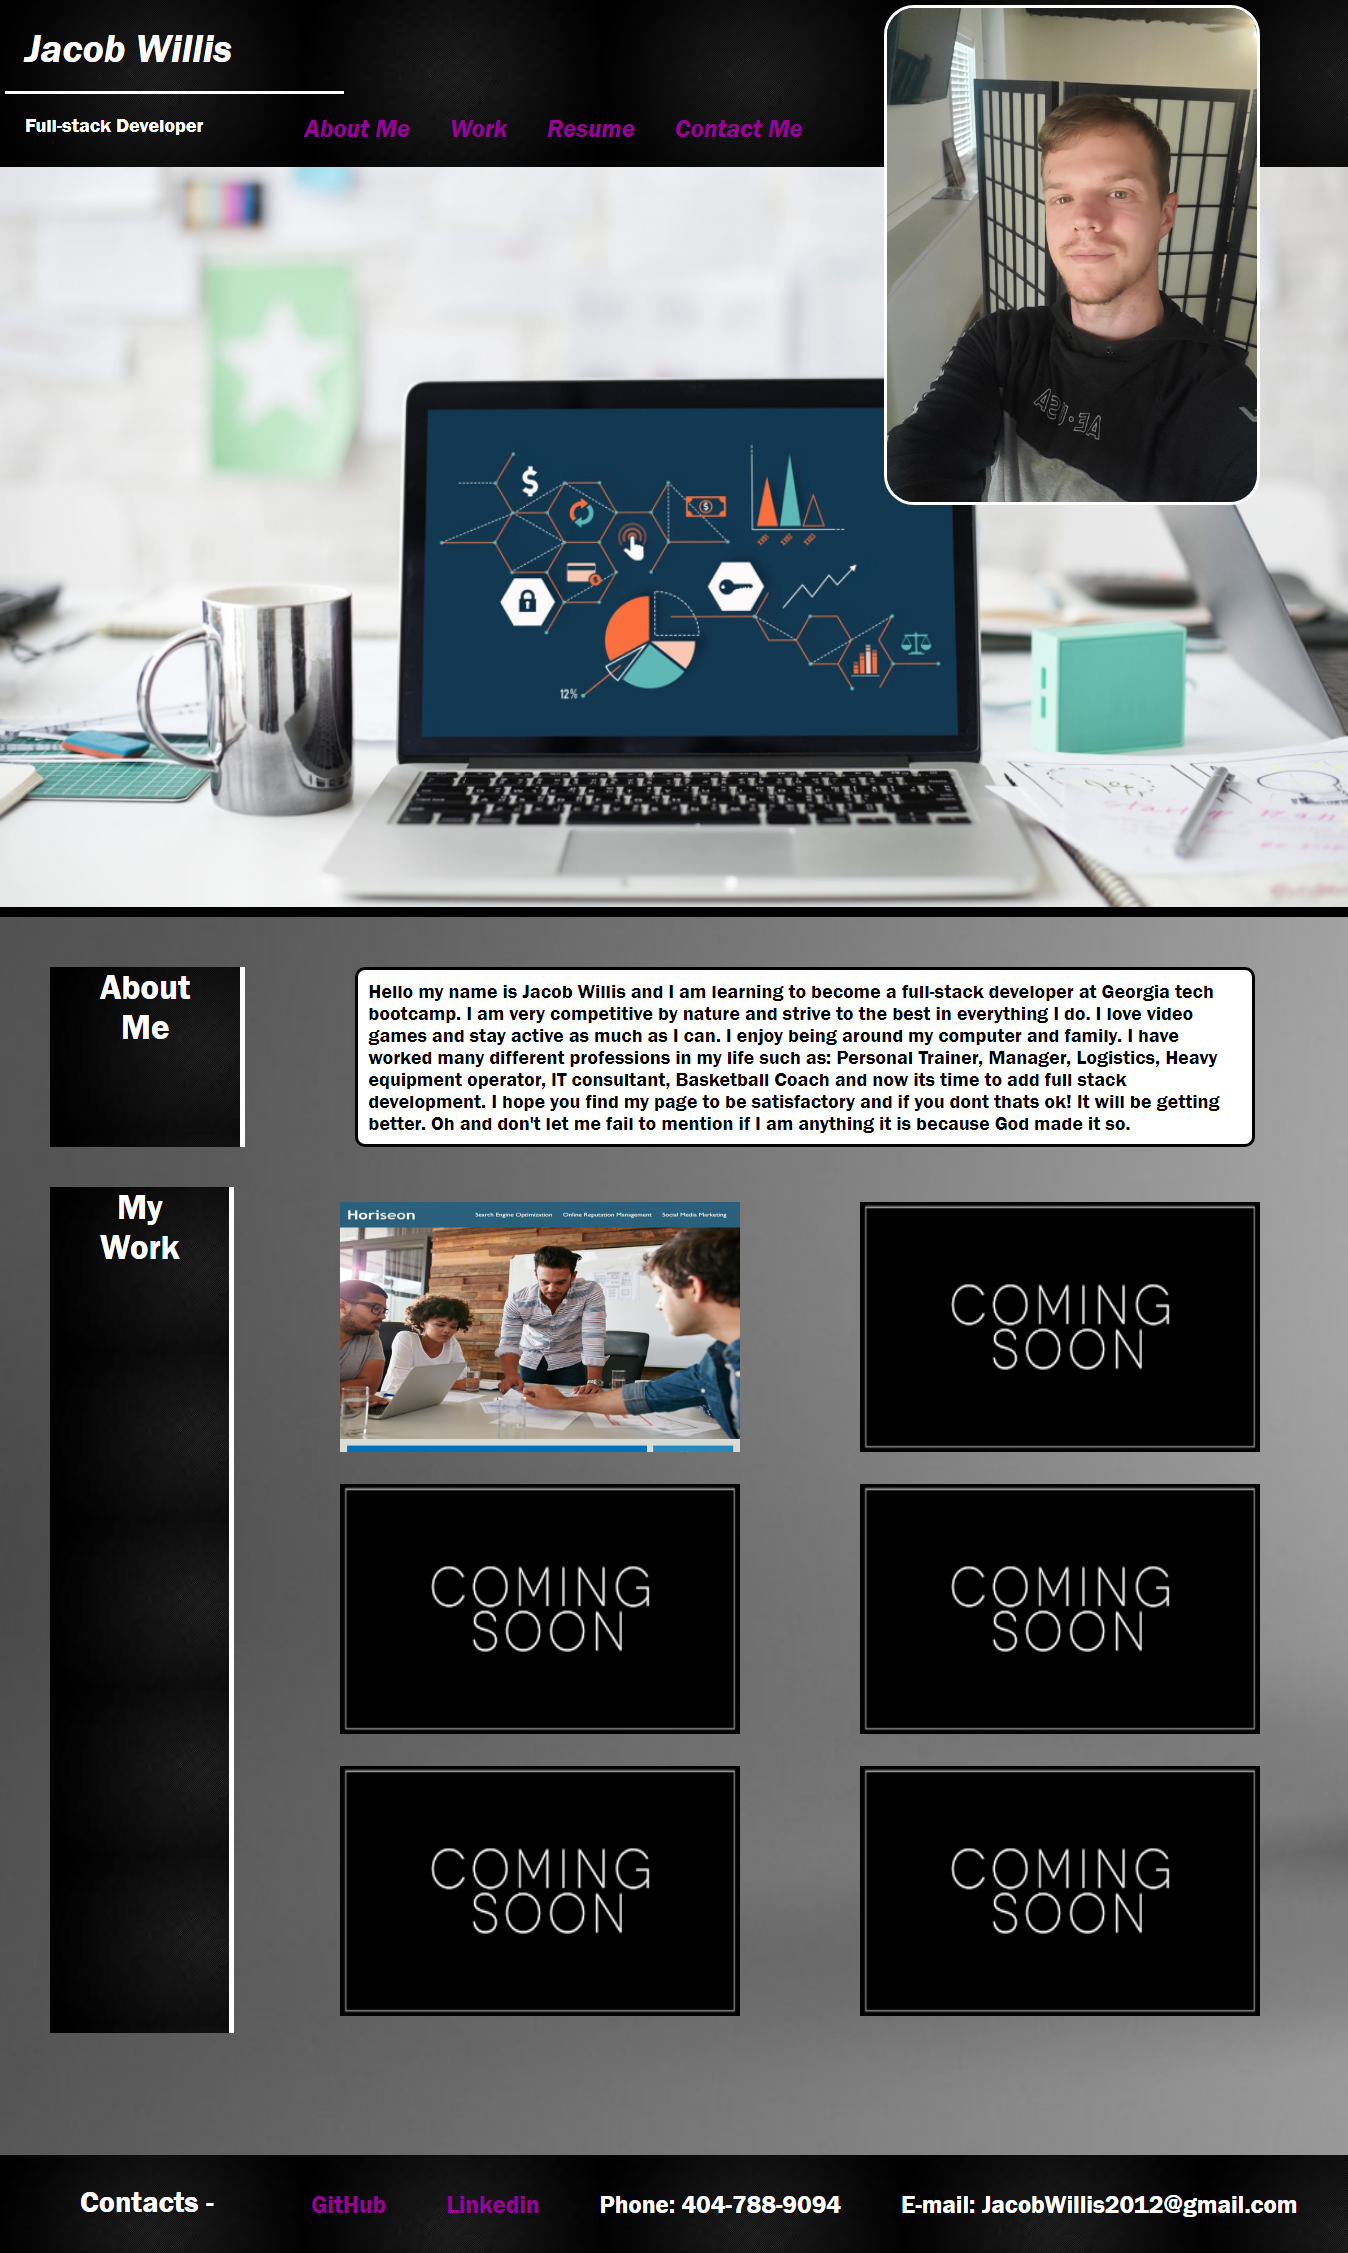 Jacob Willis
Full-stack Developer
About Me
Work
Resume
Contact Me
AE•USA
$
$
$
12%
About
Me
Hello my name is Jacob Willis and I am learning to become a full-stack developer at Georgia tech
bootcamp. I am very competitive by nature and strive to the best in everything I do. I love video
games and stay active as much as I can. I enjoy being around my computer and family. I have
worked many different professions in my life such as: Personal Trainer, Manager, Logistics, Heavy
equipment operator, IT consultant, Basketball Coach and now its time to add full stack
development. I hope you find my page to be satisfactory and if you dont thats ok! It will be getting
better. Oh and don't let me fail to mention if I am anything it is because God made it so.
My
Work
Horiseon
Search Engine Optimization
Online Reputation Management
Social Media Marketing
COMING
SOON
COMING
SOON
COMING
SOON
COMING
SOON
COMING
SOON
Contacts -
GitHub
Linkedin
Phone: 404-788-9094
E-mail: JacobWillis2012@gmail.com